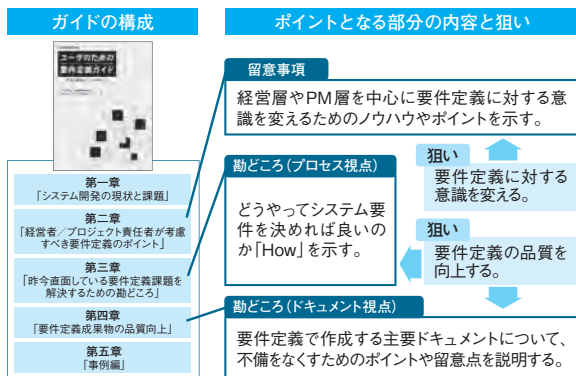 ガイドの構成
ユーザのための
要件定義ガイド
第一章
「システム開発の現状と課題」
第二章
「経営者／プロジェクト責任者が考慮
すべき要件定義のポイント」
第三章
「昨今直面している要件定義課題を
解決するための勘どころ」
第四章
「要件定義成果物の品質向上」
第五章
「事例編」
ポイントとなる部分の内容と狙い
留意事項
経営層やPM層を中心に要件定義に対する意
識を変えるためのノウハウやポイントを示す。
勘どころ（プロセス視点）
どうやってシステム要
件を決めれば良いの
か「How」を示す。
狙い
要件定義に対する
意識を変える。
狙い
要件定義の品質を
向上する。
勘どころ（ドキュメント視点）
要件定義で作成する主要ドキュメントについて、
不備をなくすためのポイントや留意点を説明する。